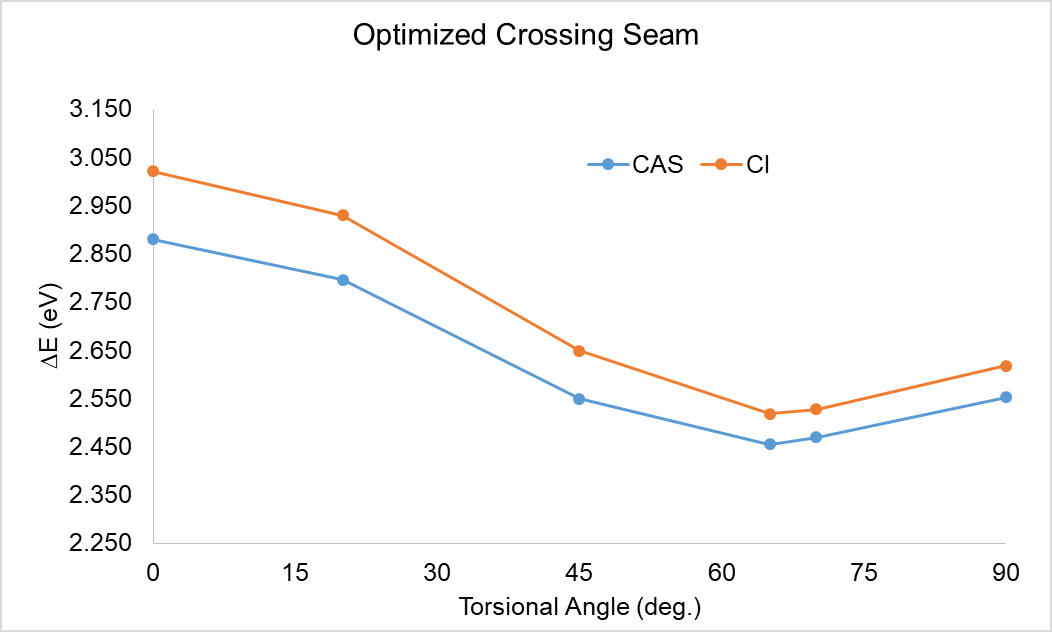 Optimized Crossing Seam
3.150
3.050
2.950
2.850
2.750
2.650
2.550
2.450
2.350
2.250
ΔE (eV)
CAS CI
0 15 30 45 60 75 90
Torsional Angle (deg.)